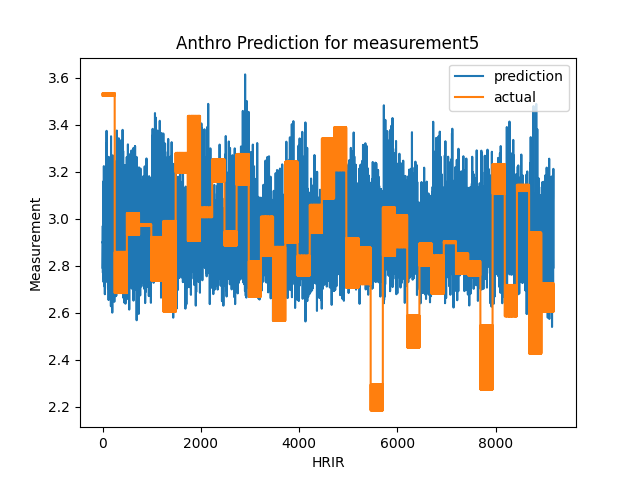 Anthro Prediction for measurement5
prediction
actual
3.6
3.4
3.2
3.0
2.8
2.6
2.4
2.2
Measurement
0
2000
4000
6000
8000
HRIR